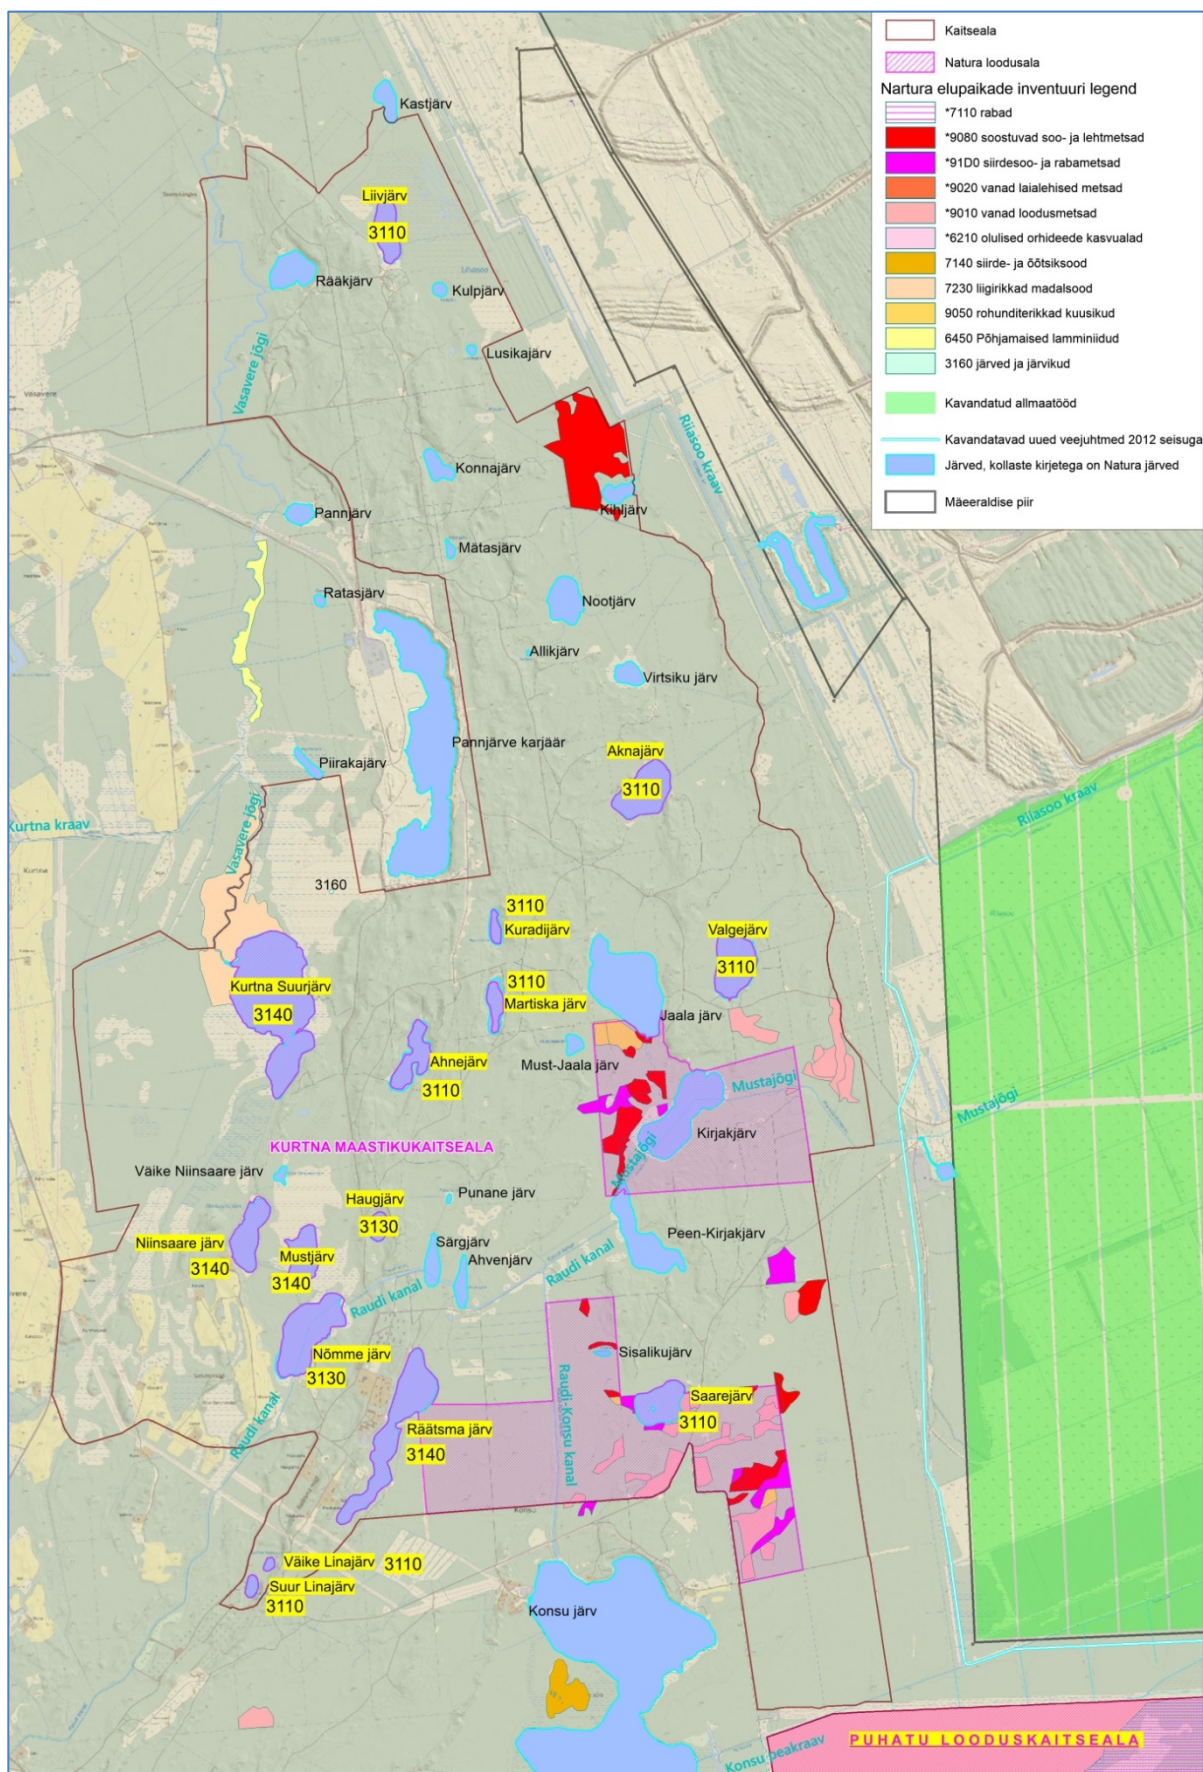 Kaitseala
Natura loodusala
Nartura elupaikade inventuuri legend
*7110 rabad
*9080 soostuvad soo- ja lehtmetsad
*91D0 siirdesoo- ja rabametsad
*9020 vanad laialehised metsad
*9010 vanad loodusmetsad
*6210 olulised orhideede kasvualad
7140 siirde- ja õõtsiksood
7230 liigirikkad madalsood
9050 rohunditerikkad kuusikud
6450 Põhjamaised lamminiidud
3160 järved ja järvikud
Kavandatud allmaatööd
Kavandatavad uued veejuhtmed 2012 seisuga
Järved, kollaste kirjetega on Natura järved
Mäeeraldise piir
Kastjärv
Liivjärv
3110
Rääkjärv
Kulpjärv
Lusikajärv
Vasavere jõgi
Vasavere
Riiasoo kraav
Konnajärv
Kihljärv
Pannjärv
Mätasjärv
Ratasjärv
Nootjärv
Allikjärv
Virtsiku järv
Pannjärve karjäär
Piirakajärv
Aknajärv
3110
Riiasoo kraav
Kurtna kraav
Vasavere jõgi
Kurtna
3160
3110
Kuradijärv
Valgejärv
3110
Kurtna Suurjärv
3140
3110
Martiska järv
Jaala järv
Must-Jaala järv
Ahnejärv
3110
Mustajõgi
Mustajõgi
Kirjakjärv
Mustajõgi
KURTNA MAASTIKUKAITSEALA
Väike Niinsaare järv
Haugjärv
3130
Punane järv
Niinsaare järv
3140
Mustjärv
3140
Särgjärv
Ahvenjärv
Peen-Kirjakjärv
Raudi kanal
Raudi kanal
Nõmme järv
3130
Sisalikujärv
Raudi kanal
Räätsma järv
3140
Raudi-Konsu kanal
Saarejärv
3110
Konsu
Väike Linajärv
3110
Suur Linajärv
3110
Konsu järv
PUHATU LOODUSKAITSEALA
Konsu peakraav